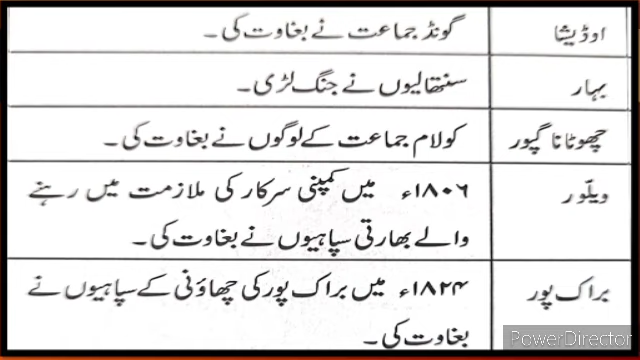 اوڈیشا گونڈ جماعت نے بغاوت کی۔
بہار سنتھالیوں نے جنگ لڑی۔
چھوٹا ناگپور کولام جماعت کے لوگوں نے بغاوت کی۔
ویلّور ۱۸۰۶ء میں کمپنی سرکار کی ملازمت میں رہنے
والے بھارتی سپاہیوں نے بغاوت کی۔
براک پور ۱۸۲۴ء میں براک پور کی چھاؤنی کے سپاہیوں نے
بغاوت کی۔
PowerDirector